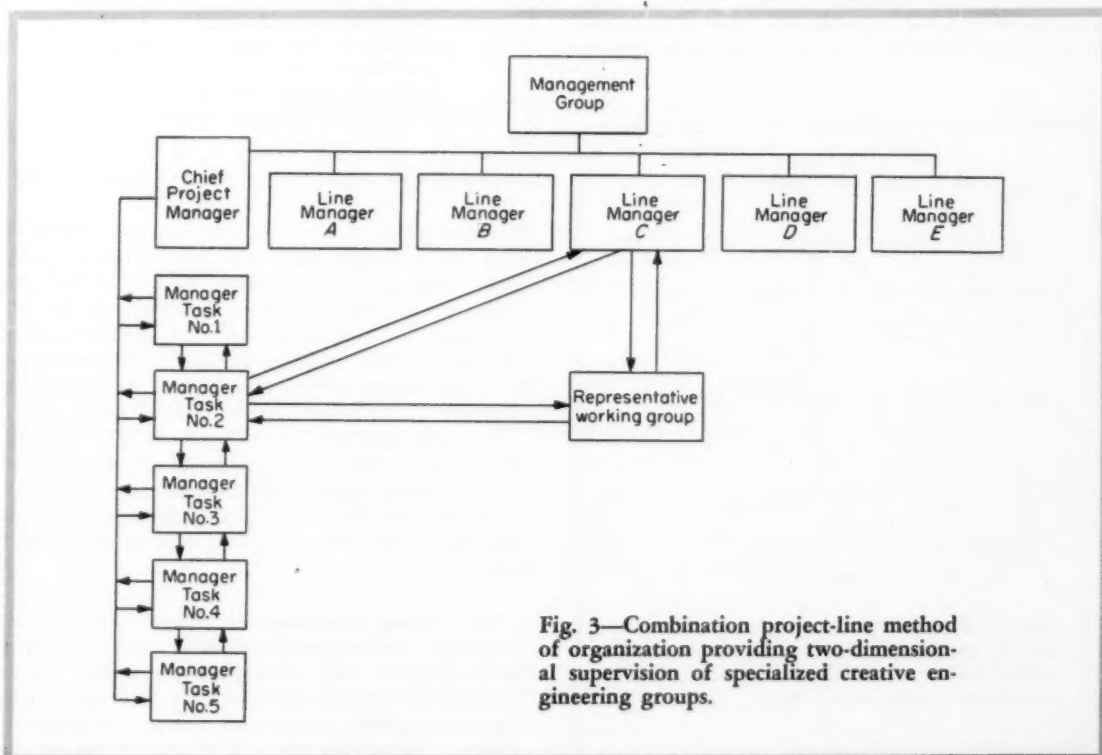 Management
Group
Chief
Project
Manager
Line
Manager
A
Line
Manager
B
Line
Manager
C
Line
Manager
D
Line
Manager
E
Manager
Task
No.1
Manager
Task
No.2
Representative
working group
Manager
Task
No.3
Manager
Task
No.4
Manager
Task
No.5
Fig. 3—Combination project-line method
of organization providing two-dimension-
al supervision of specialized creative en-
gineering groups.